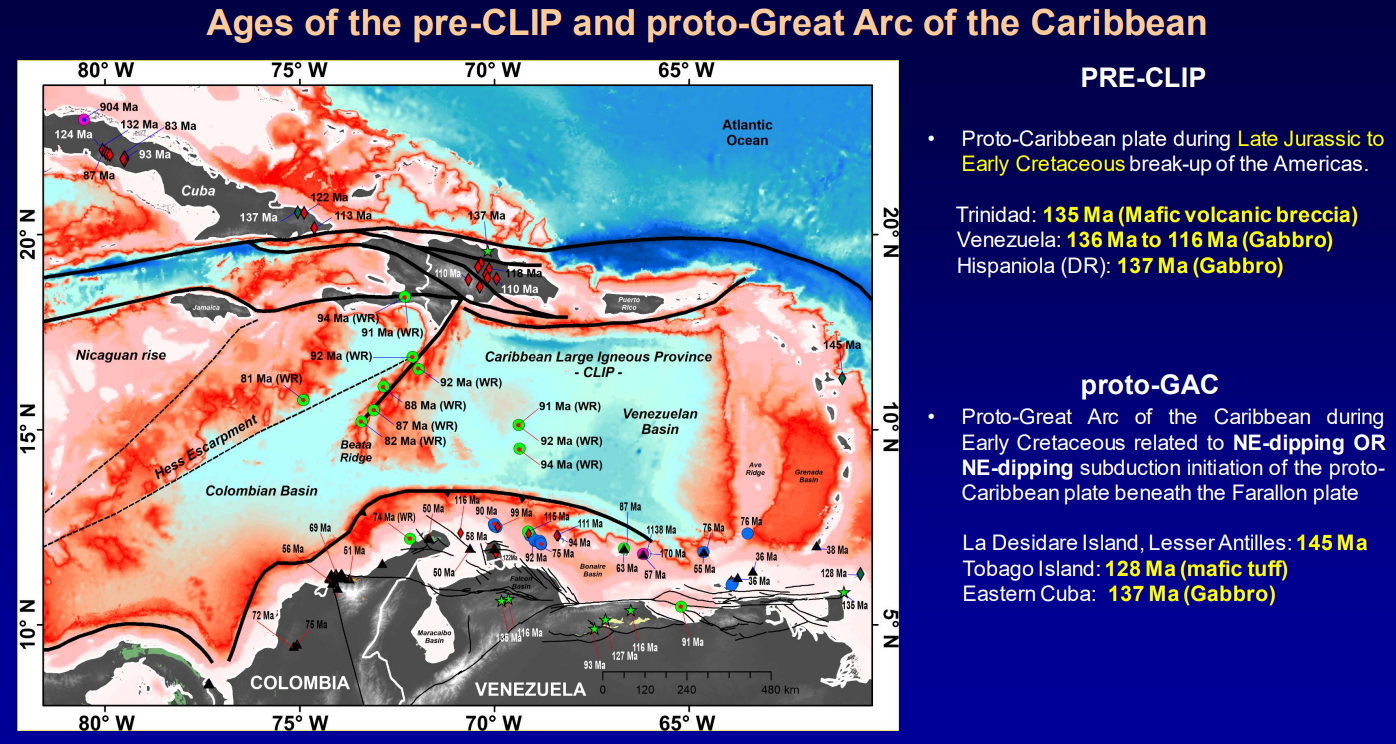 Ages of the pre-CLIP and proto-Great Arc of the Caribbean
80° W
75° W
70° W
65° W
904 Ma
124 Ma
132 Ma
83 Ma
93 Ma
87 Ma
Cuba
137 Ma
122 Ma
113 Ma
137 Ma
Atlantic
Ocean
20° N
20° N
110 Ma
118 Ma
110 Ma
Jamaica
Puerto
Rico
94 Ma (WR)
91 Ma (WR)
Nicaguan rise
92 Ma (WR)
Caribbean Large Igneous Province
- CLIP -
145 Ma
81 Ma (WR)
92 Ma (WR)
88 Ma (WR)
91 Ma (WR)
87 Ma (WR)
82 Ma (WR)
92 Ma (WR)
94 Ma (WR)
Venezuelan
Basin
15° N
10° N
Hess Escarpment
Beata
Ridge
Ave
Ridge
Grenada
Basin
Colombian Basin
116 Ma
50 Ma
74 Ma (WR)
90 Ma
99 Ma
115 Ma
111 Ma
87 Ma
1138 Ma
76 Ma
76 Ma
69 Ma
56 Ma
51 Ma
58 Ma
50 Ma
122Ma
92 Ma
94 Ma
75 Ma
63 Ma
170 Ma
57 Ma
55 Ma
36 Ma
36 Ma
38 Ma
128 Ma
135 Ma
Falcon
Basin
Bonaire
Basin
72 Ma
75 Ma
Maracaibo
Basin
135 Ma
116 Ma
93 Ma
127 Ma
116 Ma
91 Ma
10° N
5° N
COLOMBIA
VENEZUELA
0 120 240 480 km
80° W
75° W
70° W
65° W
PRE-CLIP
• Proto-Caribbean plate during Late Jurassic to
Early Cretaceous break-up of the Americas.
Trinidad: 135 Ma (Mafic volcanic breccia)
Venezuela: 136 Ma to 116 Ma (Gabbro)
Hispaniola (DR): 137 Ma (Gabbro)
proto-GAC
• Proto-Great Arc of the Caribbean during
Early Cretaceous related to NE-dipping OR
NE-dipping subduction initiation of the proto-
Caribbean plate beneath the Farallon plate
La Desidare Island, Lesser Antilles: 145 Ma
Tobago Island: 128 Ma (mafic tuff)
Eastern Cuba: 137 Ma (Gabbro)